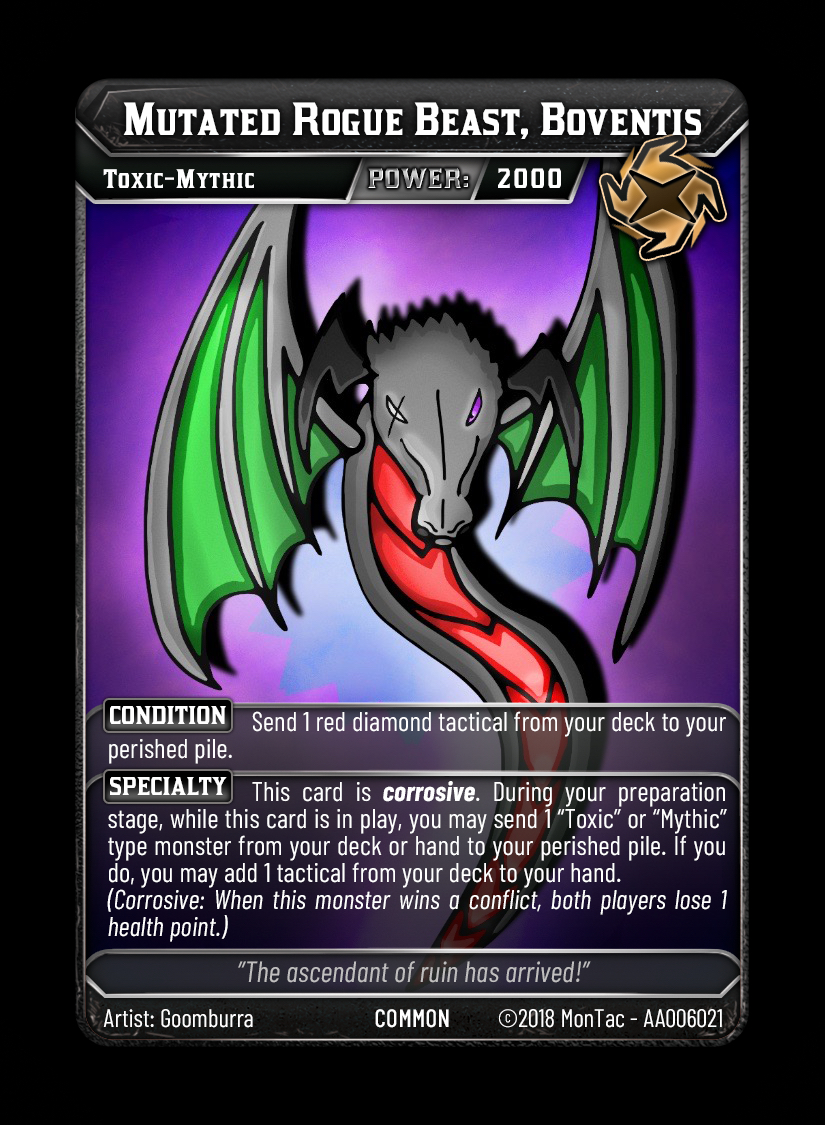 Mutated Rogue Beast, Boventis
Toxic-Mythic POWER: 2000
CONDITION Send 1 red diamond tactical from your deck to your
perished pile.
SPECIALTY This card is corrosive. During your preparation
stage, while this card is in play, you may send 1 “Toxic” or “Mythic”
type monster from your deck or hand to your perished pile. If you
do, you may add 1 tactical from your deck to your hand.
(Corrosive: When this monster wins a conflict, both players lose 1
health point.)
"The ascendant of ruin has arrived!"
Artist: Goomburra COMMON ©2018 MonTac - AA006021